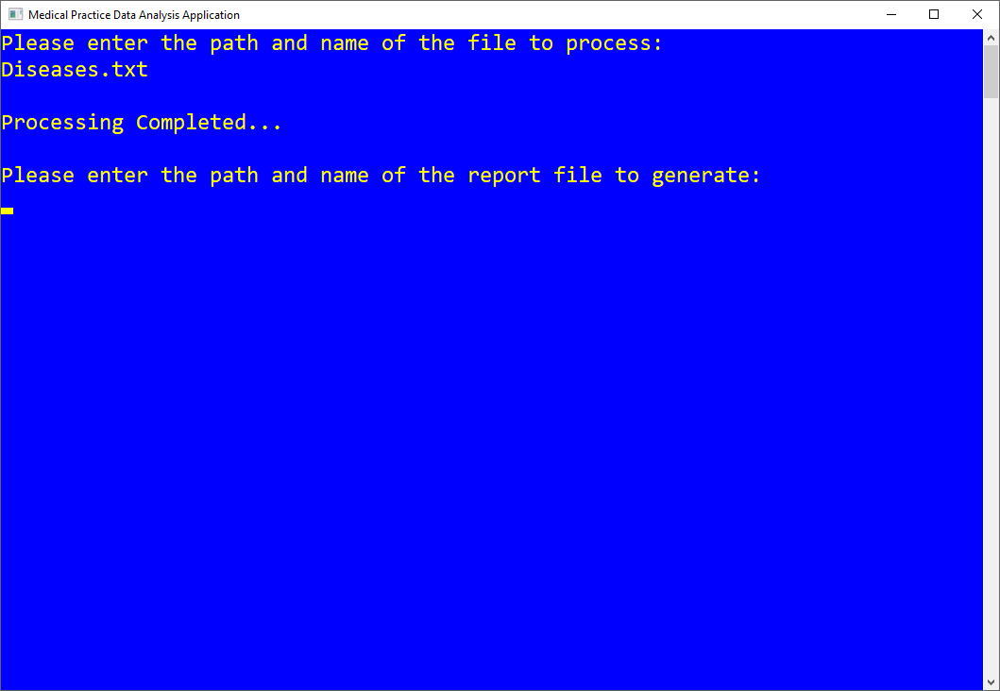 Medical Practice Data Analysis Application
Please enter the path and name of the file to process:
Diseases.txt
Processing Completed...
Please enter the path and name of the report file to generate: